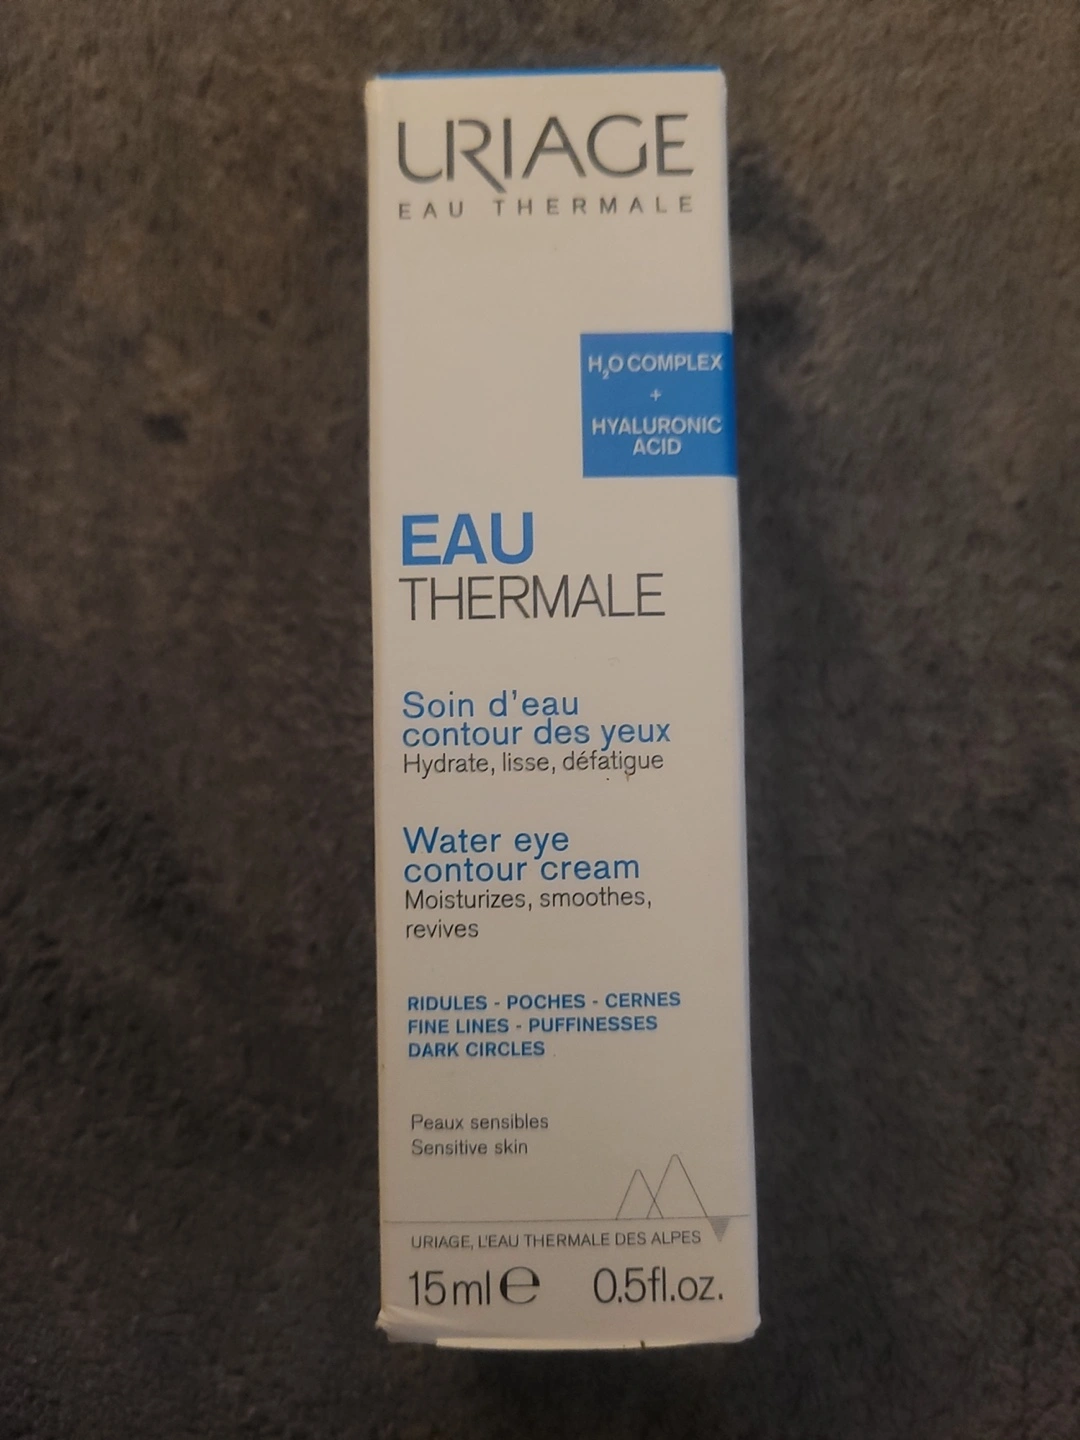 URIAGE
EAU THERMALE
H₂O COMPLEX
+
HYALURONIC
ACID
EAU
THERMALE
Soin d'eau
contour des yeux
Hydrate, lisse, défatigue
Water eye
contour cream
Moisturizes, smoothes,
revives
RIDULES - POCHES - CERNES
FINE LINES - PUFFINESSES
DARK CIRCLES
Peaux sensibles
Sensitive skin
URIAGE, L'EAU THERMALE DES ALPES
15 ml ℮ 0.5fl.oz.